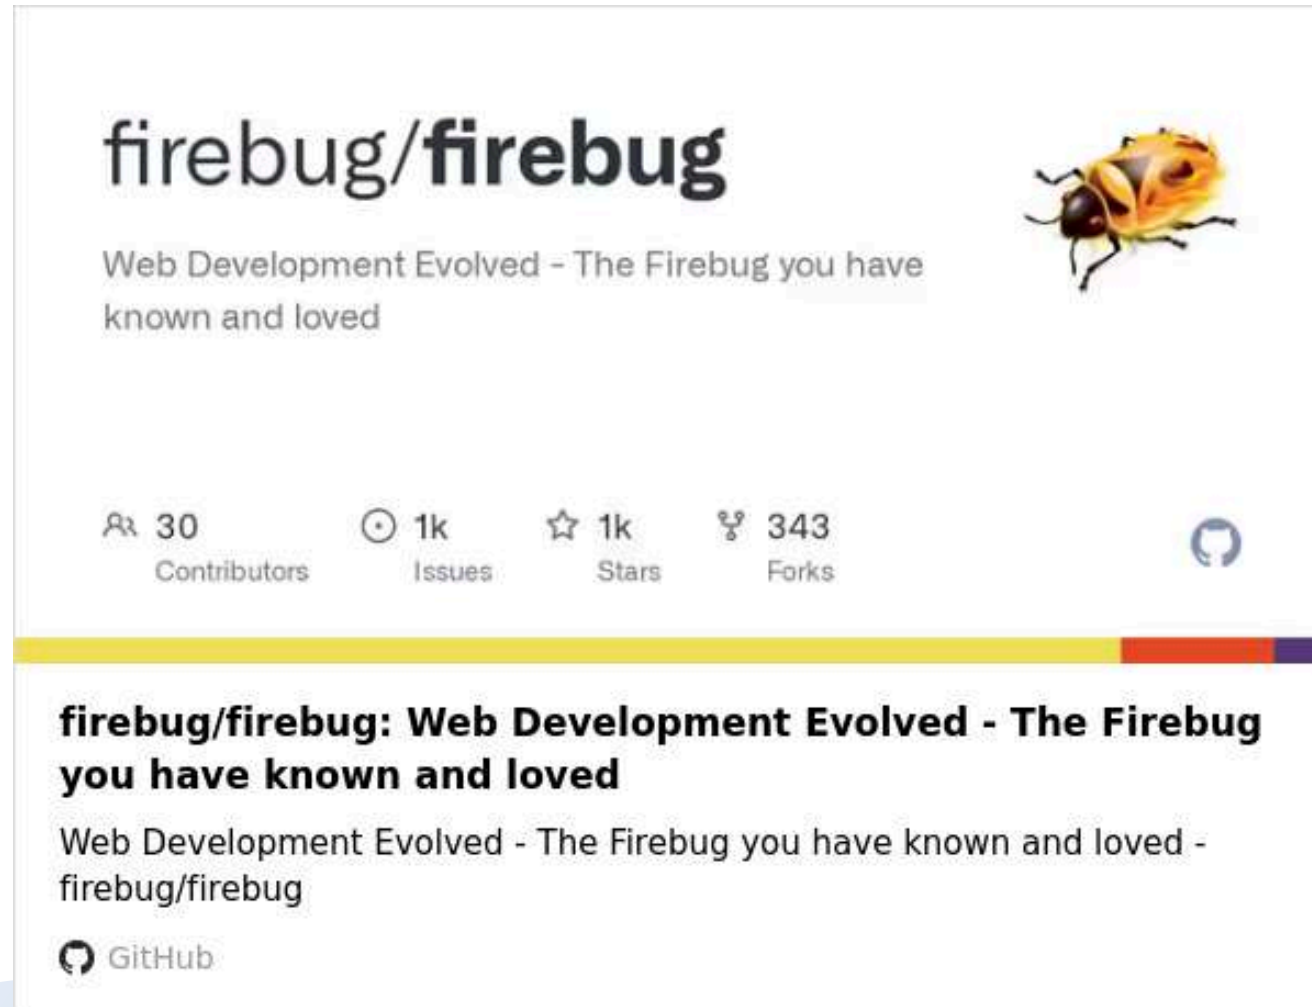 firebug/firebug
Web Development Evolved - The Firebug you have
known and loved
30 1k 1k 343
Contributors Issues Stars Forks
firebug/firebug: Web Development Evolved - The Firebug
you have known and loved
Web Development Evolved - The Firebug you have known and loved -
firebug/firebug
GitHub